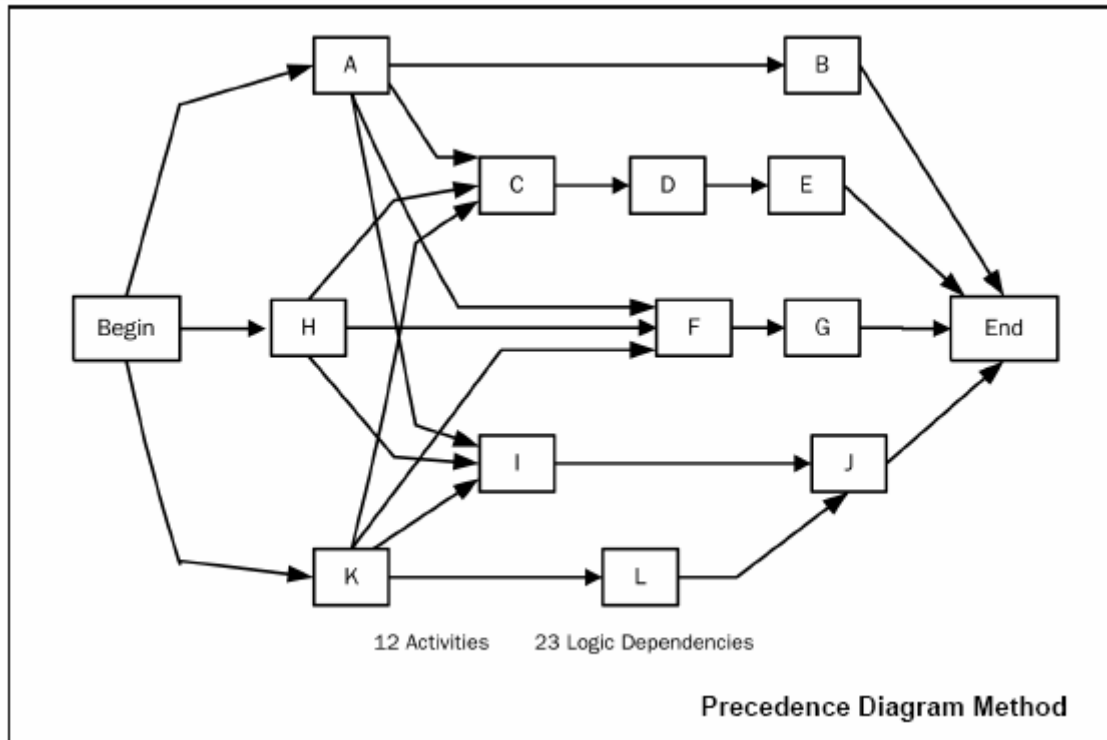 A
B
C
D
E
Begin
H
F
G
End
I
J
K
L
12 Activities 23 Logic Dependencies
Precedence Diagram Method